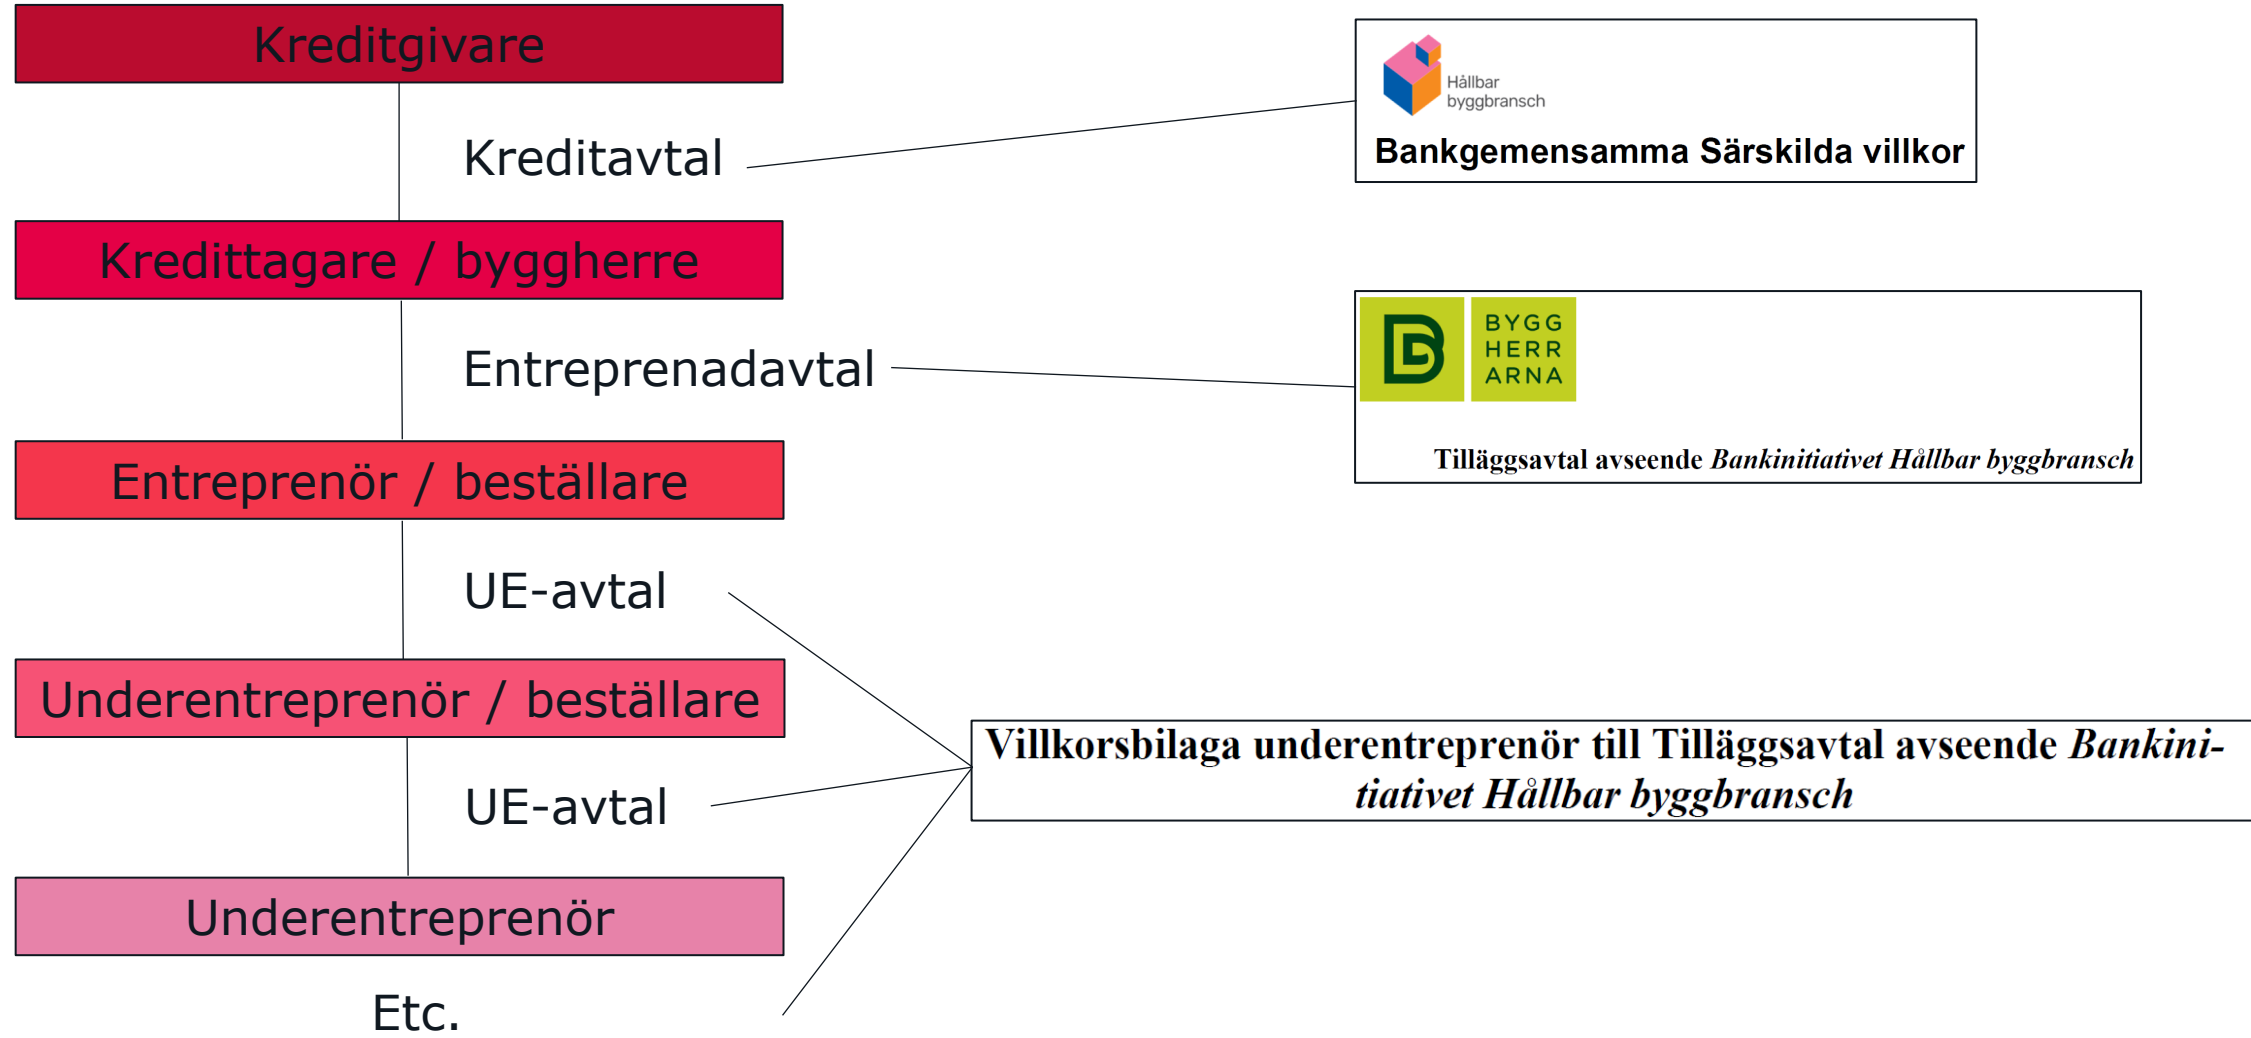 Kreditgivare
Hållbar
byggbransch
Kreditavtal
Bankgemensamma Särskilda villkor
Kredittagare / byggherre
BYGG
HERR
ARNA
Entreprenadavtal
Tilläggsavtal avseende Bankinitiativet Hållbar byggbransch
Entreprenör / beställare
UE-avtal
Underentreprenör / beställare
Villkorsbilaga underentreprenör till Tilläggsavtal avseende Bankini-
tiativet Hållbar byggbransch
UE-avtal
Underentreprenör
Etc.